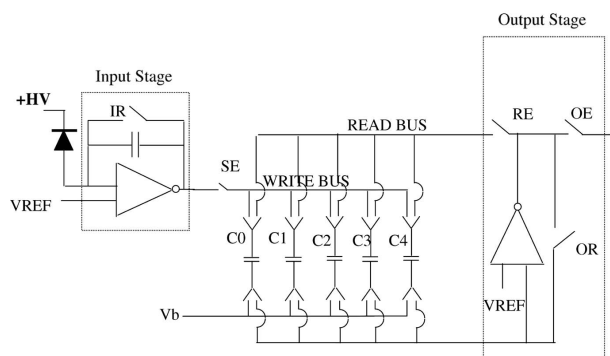 Output Stage
Input Stage
+HV
IR
RE
OE
READ BUS
SE
WRITE BUS
VREF
C0
C1
C2
C3
C4
OR
VREF
Vb